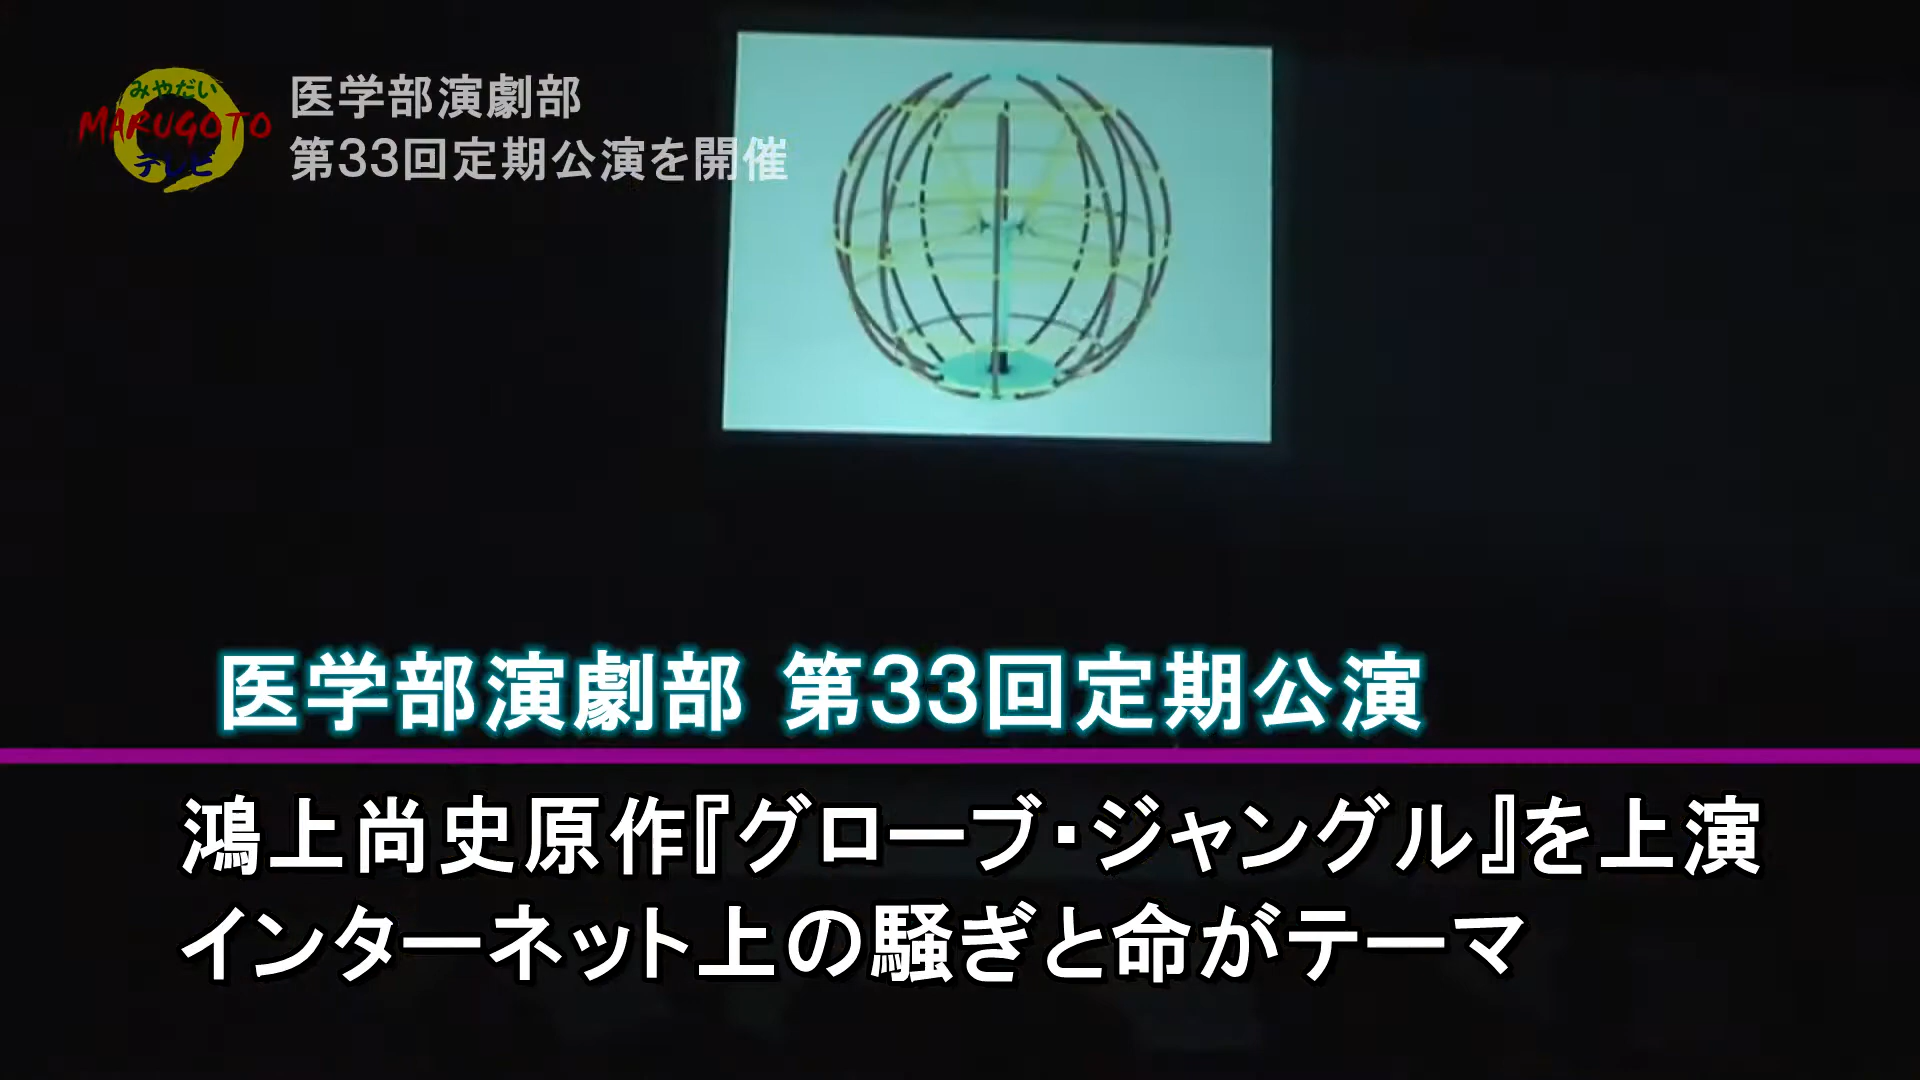 みやだい
MARUGOTO
テレビ
医学部演劇部
第33回定期公演を開催
医学部演劇部 第33回定期公演
鴻上尚史原作『グローブ・ジャングル』を上演
インターネット上の騒ぎと命がテーマ